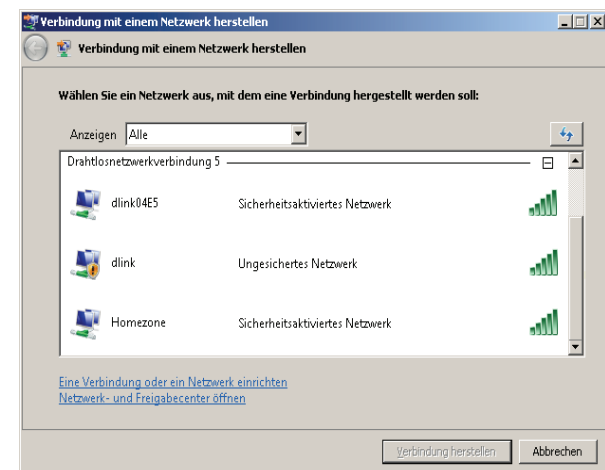 Verbindung mit einem Netzwerk herstellen
Verbindung mit einem Netzwerk herstellen
Wählen Sie ein Netzwerk aus, mit dem eine Verbindung hergestellt werden soll:
Anzeigen Alle
Drahtlosnetzwerkverbindung 5
dlink04E5 Sicherheitsaktiviertes Netzwerk
dlink Ungesichertes Netzwerk
Homezone Sicherheitsaktiviertes Netzwerk
Eine Verbindung oder ein Netzwerk einrichten
Netzwerk- und Freigabecenter öffnen
Verbindung herstellen Abbrechen